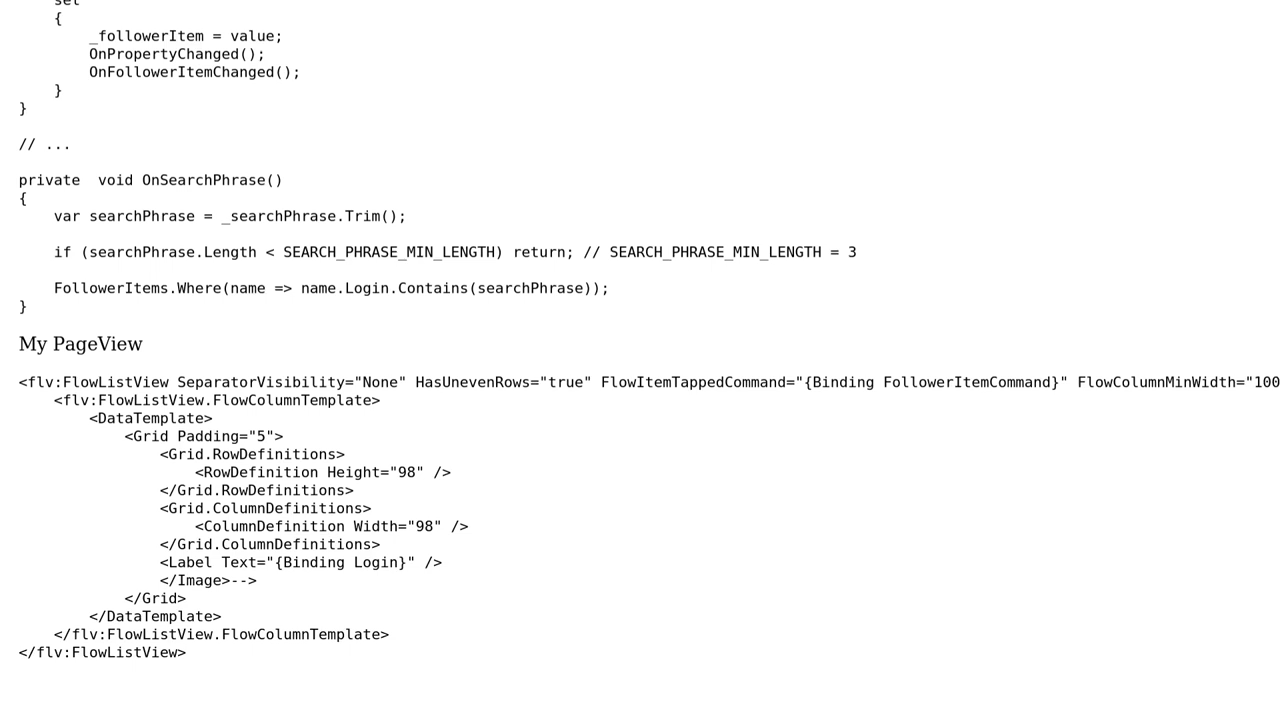 set
{
_followerItem = value;
OnPropertyChanged();
OnFollowerItemChanged();
}
}
// ...
private  void OnSearchPhrase()
{
var searchPhrase = _searchPhrase.Trim();
if (searchPhrase.Length < SEARCH_PHRASE_MIN_LENGTH) return; // SEARCH_PHRASE_MIN_LENGTH = 3
FollowerItems.Where(name => name.Login.Contains(searchPhrase));
}
My PageView
<flv:FlowListView SeparatorVisibility="None" HasUnevenRows="true" FlowItemTappedCommand="{Binding FollowerItemCommand}" FlowColumnMinWidth="100
<flv:FlowListView.FlowColumnTemplate>
<DataTemplate>
<Grid Padding="5">
<Grid.RowDefinitions>
<RowDefinition Height="98" />
</Grid.RowDefinitions>
<Grid.ColumnDefinitions>
<ColumnDefinition Width="98" />
</Grid.ColumnDefinitions>
<Label Text="{Binding Login}" />
</Image>-->
</Grid>
</DataTemplate>
</flv:FlowListView.FlowColumnTemplate>
</flv:FlowListView>